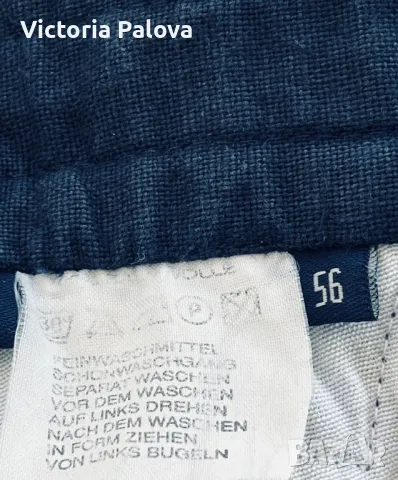 Victoria Palova
56
30
P
FEINWASCHMITTEL
SCHONWASCHGANG
SEPARAT WASCHEN
VOR DEM WASCHEN
AUF LINKS DREHEN
NACH DEM WASCHEN
IN FORM ZIEHEN
VON LINKS BUGELN